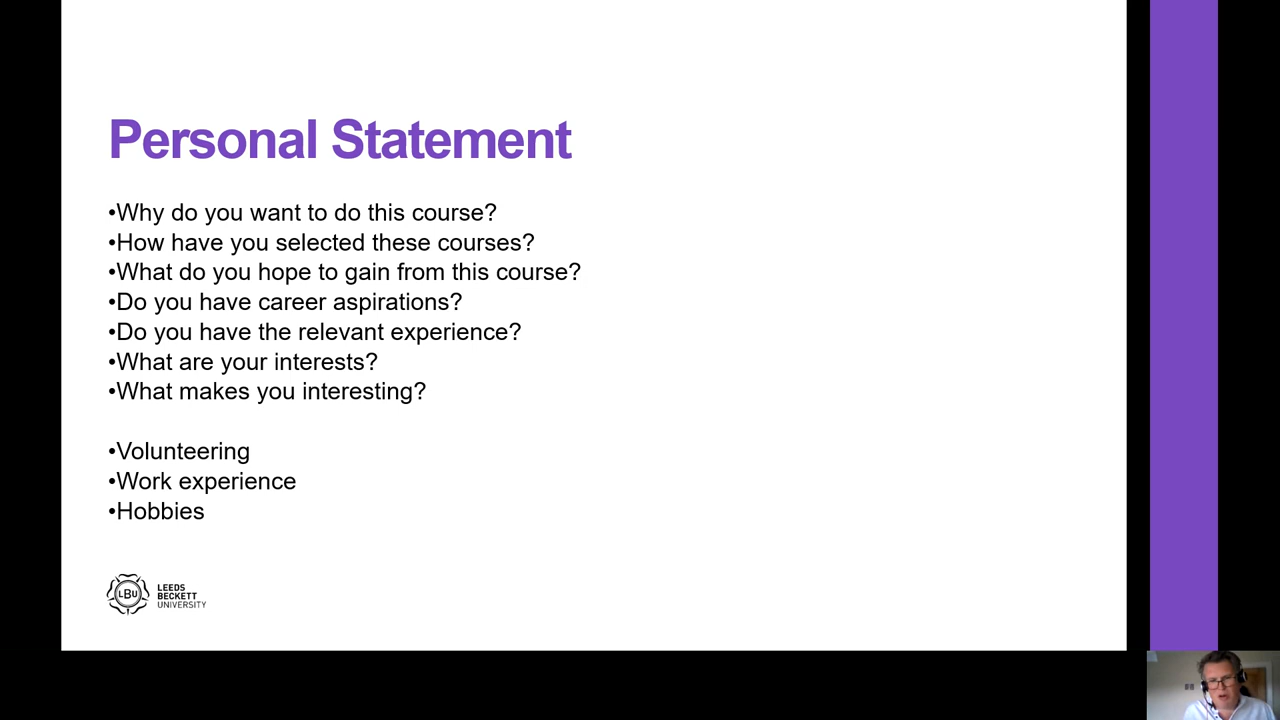 Personal Statement
•Why do you want to do this course?
•How have you selected these courses?
•What do you hope to gain from this course?
•Do you have career aspirations?
•Do you have the relevant experience?
•What are your interests?
•What makes you interesting?
•Volunteering
•Work experience
•Hobbies
LBU
LEEDS
BECKETT
UNIVERSITY